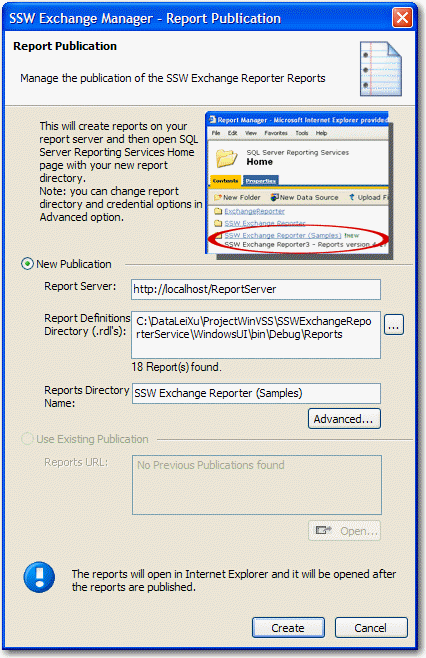 SSW Exchange Manager - Report Publication
Report Publication
Manage the publication of the SSW Exchange Reporter Reports
This will create reports on your
report server and then open SQL
Server Reporting Services Home
page with your new report
directory.
Note: you can change report
directory and credential options in
Advanced option.
Report Manager - Microsoft Internet Explorer provided
File Edit View Favorites Tools Help
SQL Server Reporting Services
Home
Contents Properties
New Folder New Data Source Upload Fi
ExchangeReporter
SSW Exchange Reporter
SSW Exchange Reporter (Samples) !new
SSW Exchange Reporter3 - Reports version
New Publication
Report Server: http://localhost/ReportServer
Report Definitions C:\DataLeiXu\ProjectWinVSS\SSWExchangeRepo
Directory (.rdl's): rterService\WindowsUI\bin\Debug\Reports
...
18 Report(s) found.
Reports Directory SSW Exchange Reporter (Samples)
Name:
Advanced...
Use Existing Publication
Reports URL: No Previous Publications found
Open...
The reports will open in Internet Explorer and it will be opened after
the reports are published.
Create Cancel